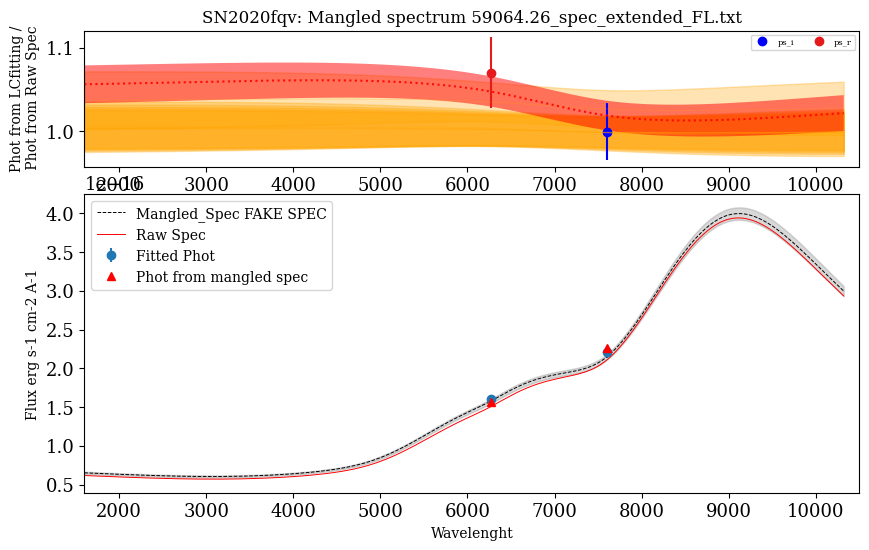 SN2020fqv: Mangled spectrum 59064.26_spec_extended_FL.txt
Phot from LCfitting /
Phot from Raw Spec
1.1
1.0
ps_i
ps_r
2000 3000 4000 5000 6000 7000 8000 9000 10000
1e−16
Flux erg s-1 cm-2 A-1
4.0
3.5
3.0
2.5
2.0
1.5
1.0
0.5
Mangled_Spec FAKE SPEC
Raw Spec
Fitted Phot
Phot from mangled spec
2000 3000 4000 5000 6000 7000 8000 9000 10000
Wavelenght